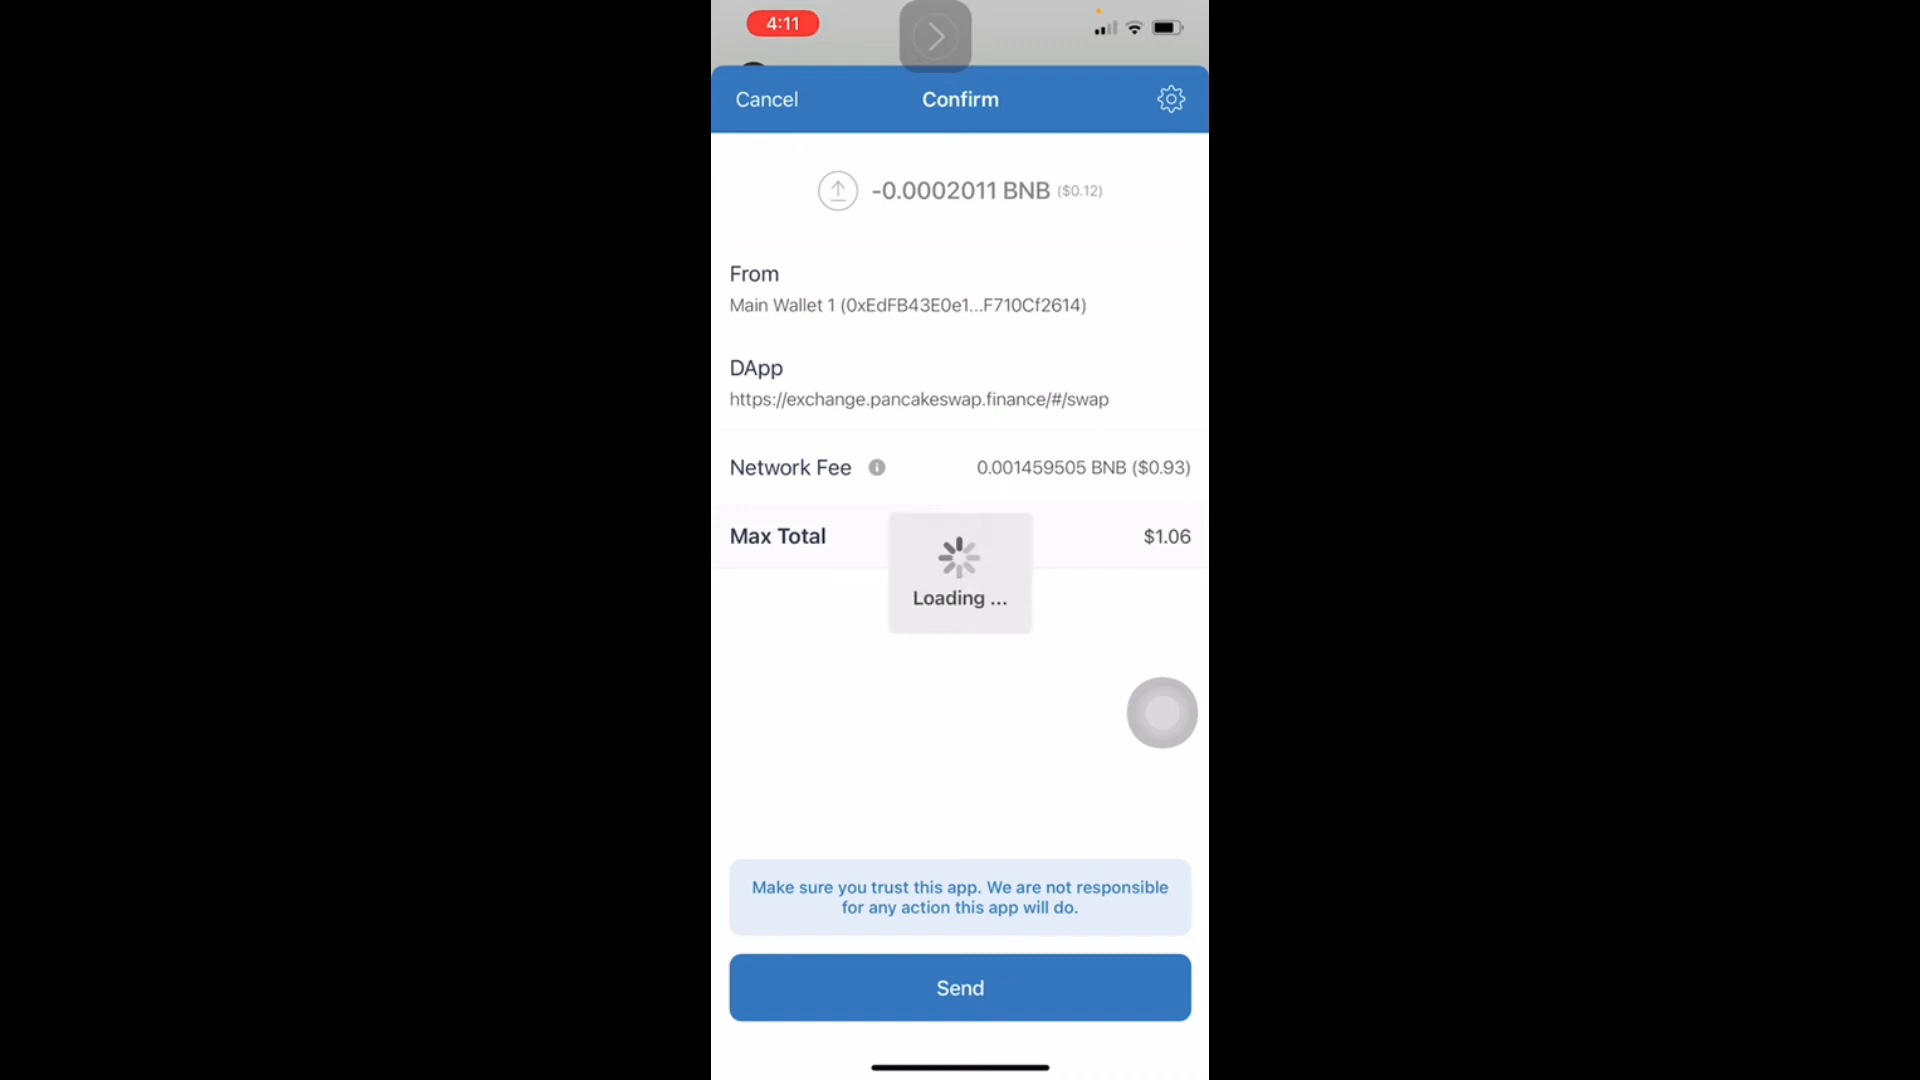 4:11
Cancel
Confirm
-0.0002011 BNB ($0.12)
From
Main Wallet 1 (0xEdFB43E0e1...F710Cf2614)
DApp
https://exchange.pancakeswap.finance/#/swap
Network Fee
0.001459505 BNB ($0.93)
Max Total
$1.06
Loading ...
Make sure you trust this app. We are not responsible
for any action this app will do.
Send